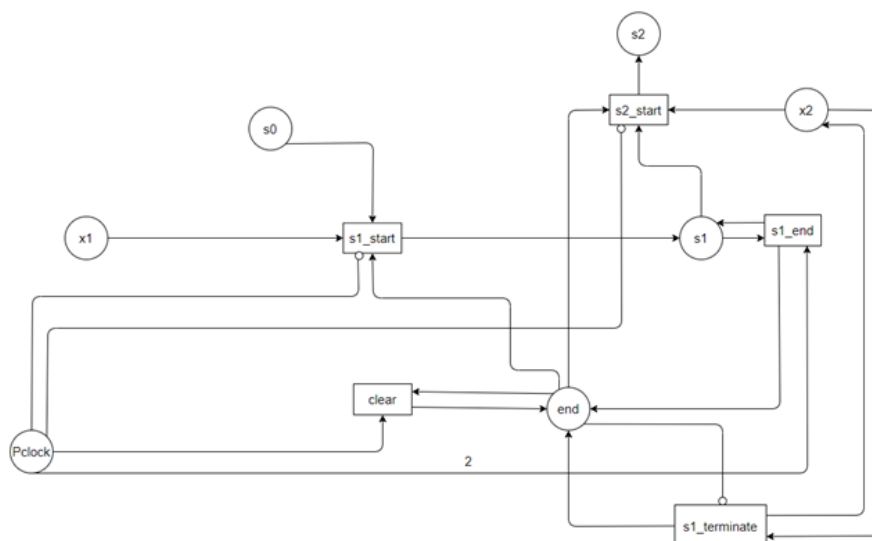 s2
s2_start
x2
s0
x1
s1_start
s1
s1_end
clear
end
Pclock
2
s1_terminate